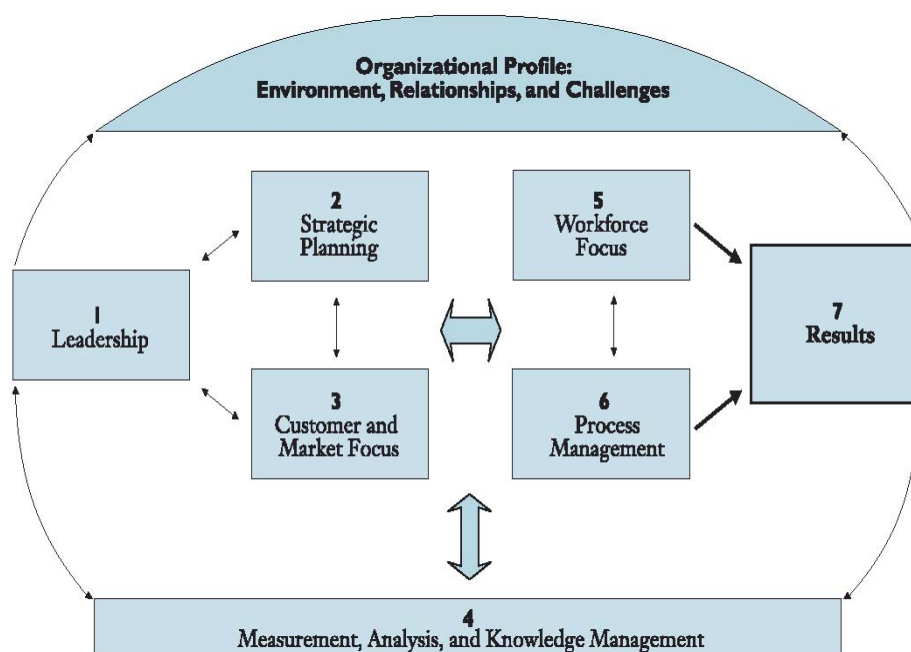 Organizational Profile:
Environment, Relationships, and Challenges
2
Strategic
Planning
5
Workforce
Focus
1
Leadership
7
Results
3
Customer and
Market Focus
6
Process
Management
4
Measurement, Analysis, and Knowledge Management